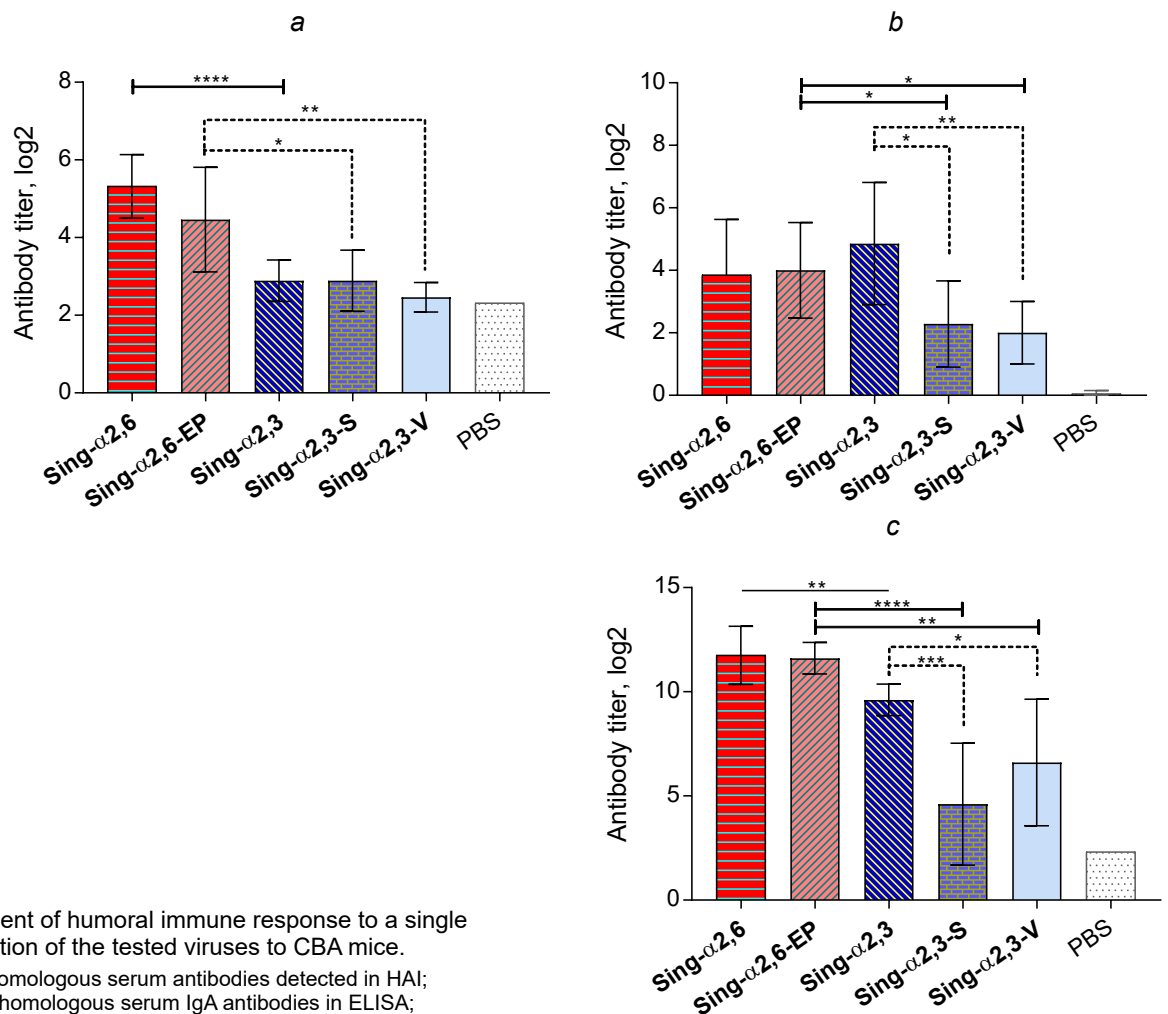 a
8
6
4
2
0
Antibody titer, log2
****
**
*
Sing-α2,6
Sing-α2,6-EP
Sing-α2,3
Sing-α2,3-S
Sing-α2,3-V
PBS
b
10
8
6
4
2
0
Antibody titer, log2
*
*
**
*
Sing-α2,6
Sing-α2,6-EP
Sing-α2,3
Sing-α2,3-S
Sing-α2,3-V
PBS
c
15
10
5
0
Antibody titer, log2
**
****
**
*
***
Sing-α2,6
Sing-α2,6-EP
Sing-α2,3
Sing-α2,3-S
Sing-α2,3-V
PBS
ent of humoral immune response to a single
tion of the tested viruses to CBA mice.
omologous serum antibodies detected in HAI;
homologous serum IgA antibodies in ELISA;